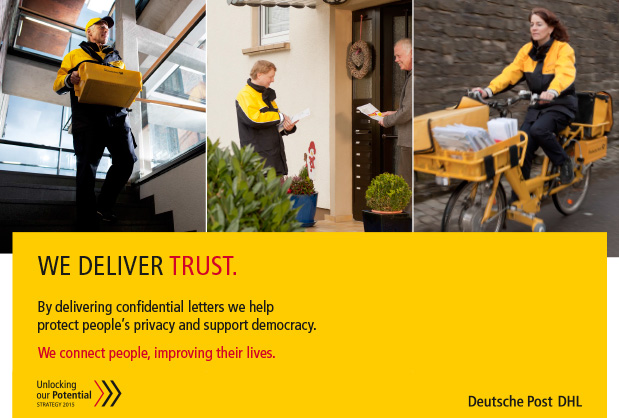 WE DELIVER TRUST.
By delivering confidential letters we help
protect people's privacy and support democracy.
We connect people, improving their lives.
Unlocking
our Potential
STRATEGY 2015
Deutsche Post DHL